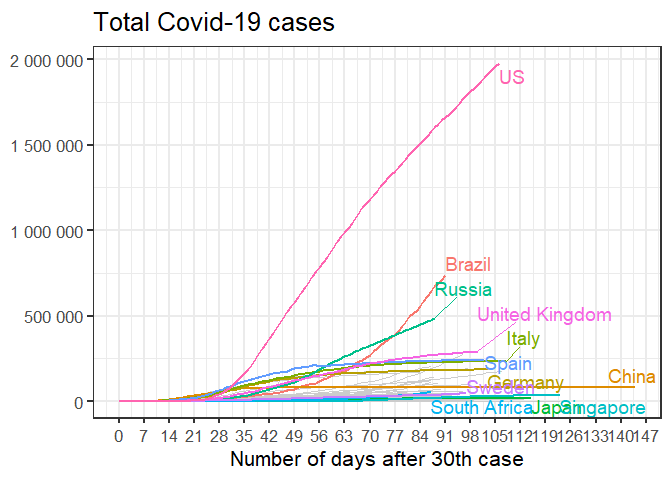 Total Covid-19 cases
2 000 000
US
1 500 000
1 000 000
Brazil
Russia
500 000
United Kingdom
Italy
Spain
China
Germany
Sweden
0
South Africa
Japan
Singapore
0 7 14 21 28 35 42 49 56 63 70 77 84 91 98 105 112 119 126 133 140 147
Number of days after 30th case